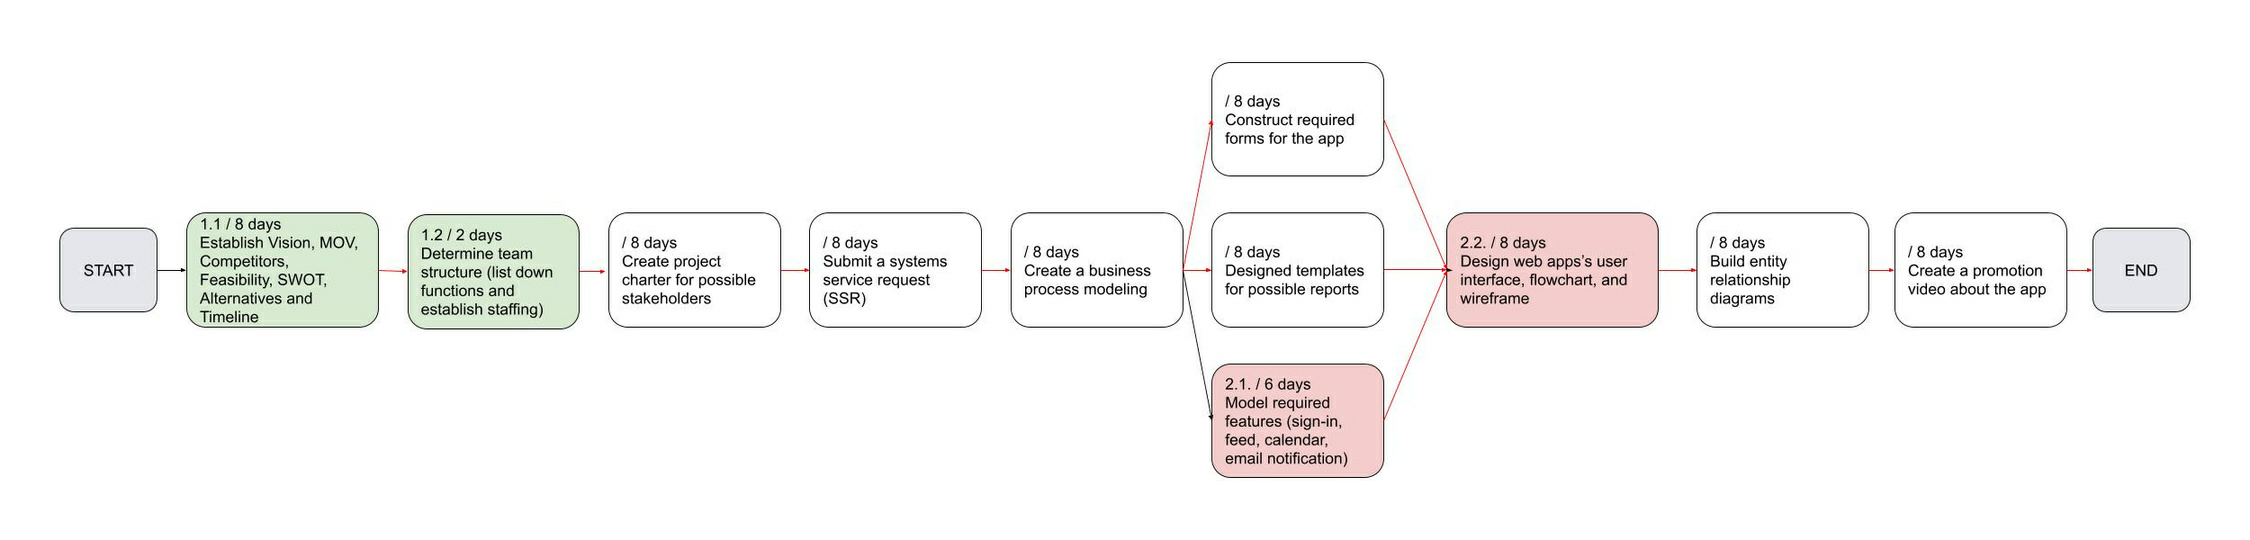 START
1.1 / 8 days
Establish Vision, MOV,
Competitors,
Feasibility, SWOT,
Alternatives and
Timeline
1.2 / 2 days
Determine team
structure (list down
functions and
establish staffing)
/ 8 days
Create project
charter for possible
stakeholders
/ 8 days
Submit a systems
service request
(SSR)
/ 8 days
Create a business
process modeling
/ 8 days
Construct required
forms for the app
/ 8 days
Designed templates
for possible reports
2.1. / 6 days
Model required
features (sign-in,
feed, calendar,
email notification)
2.2. / 8 days
Design web apps's user
interface, flowchart, and
wireframe
/ 8 days
Build entity
relationship
diagrams
/ 8 days
Create a promotion
video about the app
END